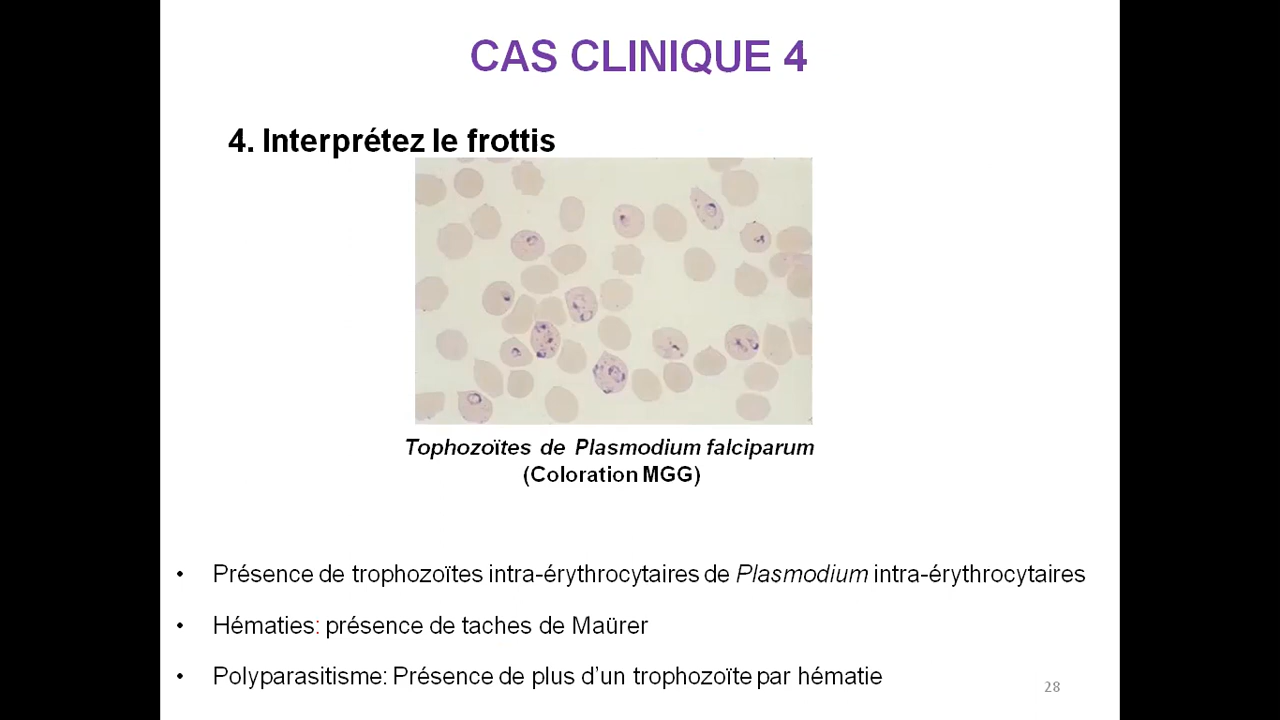 CAS CLINIQUE 4
4. Interprétez le frottis
Tophozoïtes de Plasmodium falciparum
(Coloration MGG)
• Présence de trophozoïtes intra-érythrocytaires de Plasmodium intra-érythrocytaires
• Hématies: présence de taches de Maürer
• Polyparasitisme: Présence de plus d’un trophozoïte par hématie
28